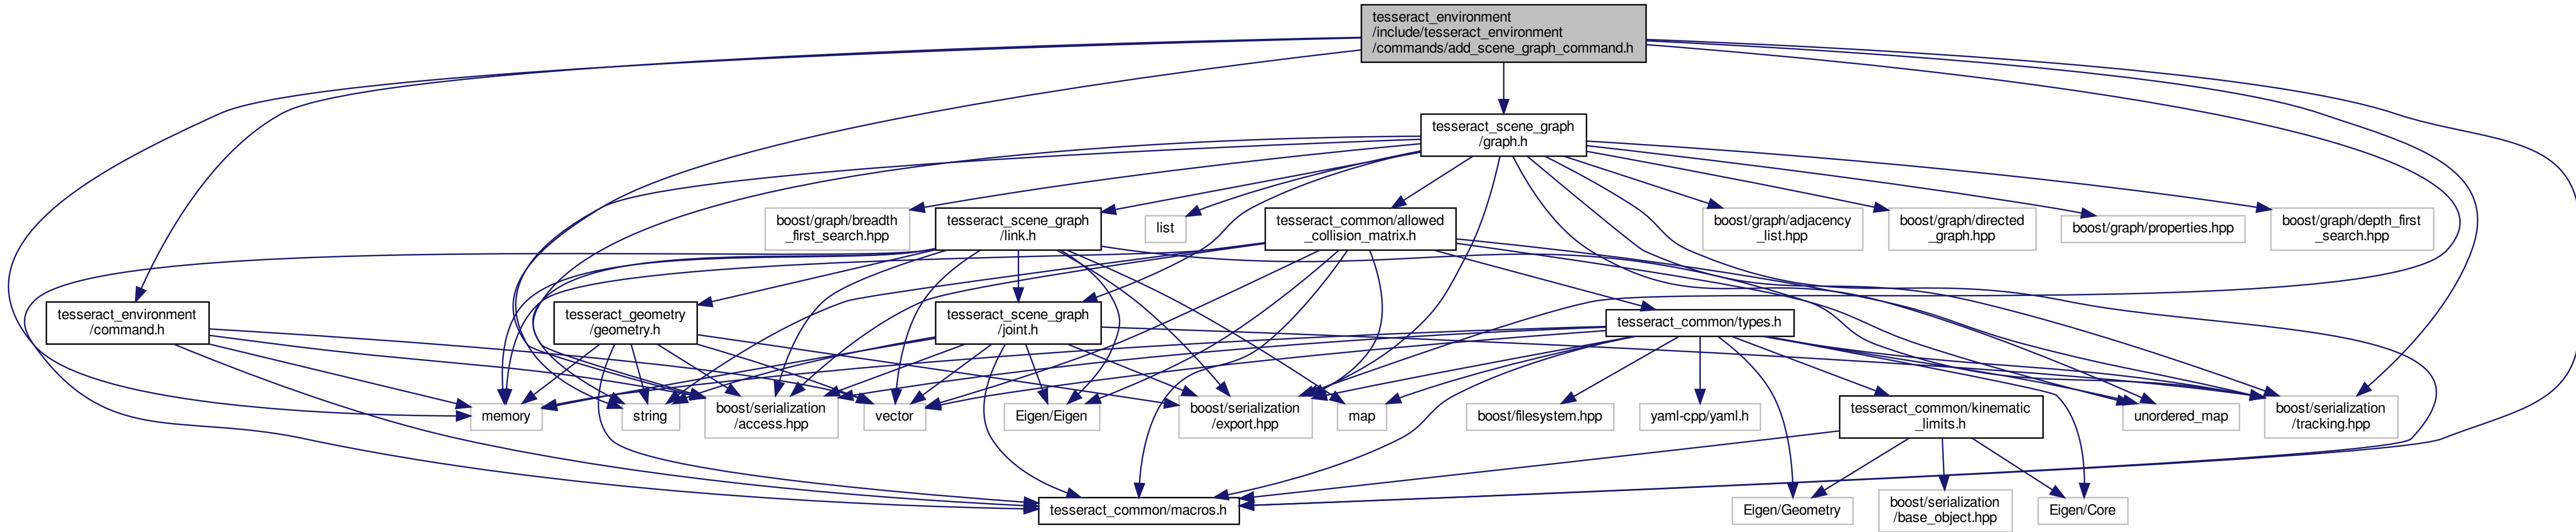 tesseract_environment
/include/tesseract_environment
/commands/add_scene_graph_command.h
tesseract_scene_graph
/graph.h
boost/graph/breadth
_first_search.hpp
tesseract_scene_graph
/link.h
list
tesseract_common/allowed
_collision_matrix.h
boost/graph/adjacency
_list.hpp
boost/graph/directed
_graph.hpp
boost/graph/properties.hpp
boost/graph/depth_first
_search.hpp
tesseract_environment
/command.h
tesseract_geometry
/geometry.h
tesseract_scene_graph
/joint.h
tesseract_common/types.h
memory
string
boost/serialization
/access.hpp
vector
Eigen/Eigen
boost/serialization
/export.hpp
map
boost/filesystem.hpp
yaml-cpp/yaml.h
tesseract_common/kinematic
_limits.h
unordered_map
boost/serialization
/tracking.hpp
tesseract_common/macros.h
Eigen/Geometry
boost/serialization
/base_object.hpp
Eigen/Core